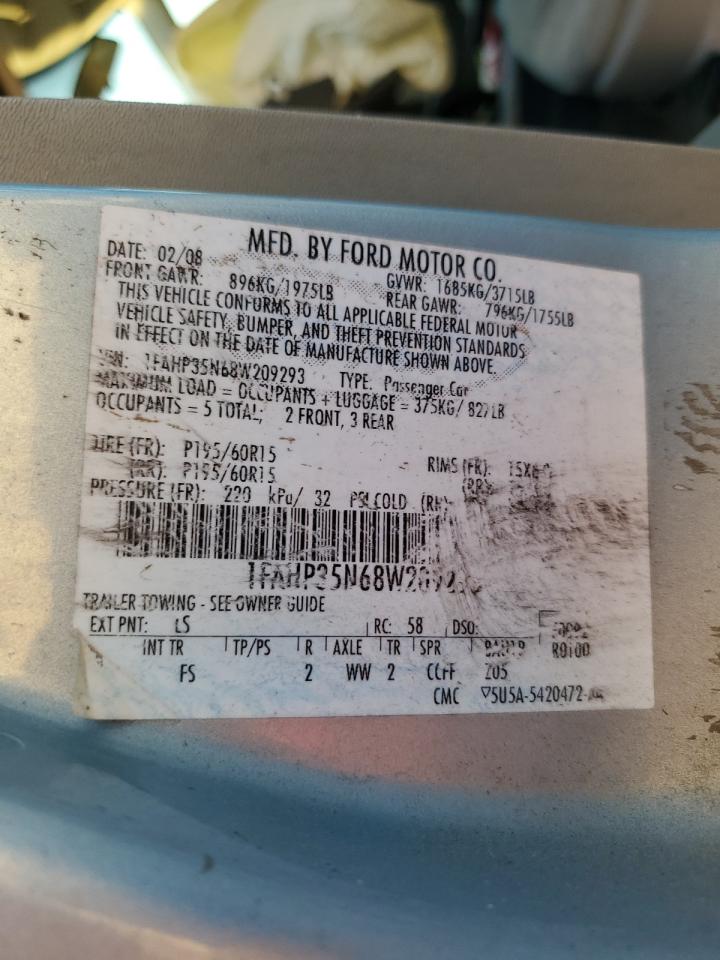 MFD. BY FORD MOTOR CO.
DATE: 02/08 GVWR: 1685KG/3715LB
FRONT GAWR: 896KG/1975LB REAR GAWR: 796KG/1755LB
THIS VEHICLE CONFORMS TO ALL APPLICABLE FEDERAL MOTOR
VEHICLE SAFETY, BUMPER, AND THEFT PREVENTION STANDARDS
IN EFFECT ON THE DATE OF MANUFACTURE SHOWN ABOVE.
VIN: 1FAHP35N68W209293 TYPE: Passenger Car
MAXIMUM LOAD = OCCUPANTS + LUGGAGE = 375KG/ 827LB
OCCUPANTS = 5 TOTAL; 2 FRONT, 3 REAR
TIRE (FR): P195/60R15 RIMS (FR):
(RR): P195/60R15 (RR):
PRESSURE (FR): 220 kPa/ 32 PSI COLD
1FAHP35N68W209293
TRAILER TOWING - SEE OWNER GUIDE
EXT PNT: LS RC: 58 DSO:
INT TR TP/PS R AXLE TR SPR R0100
FS 2 WW 2 CCFF Z05
CMC ▽5U5A-5420472-